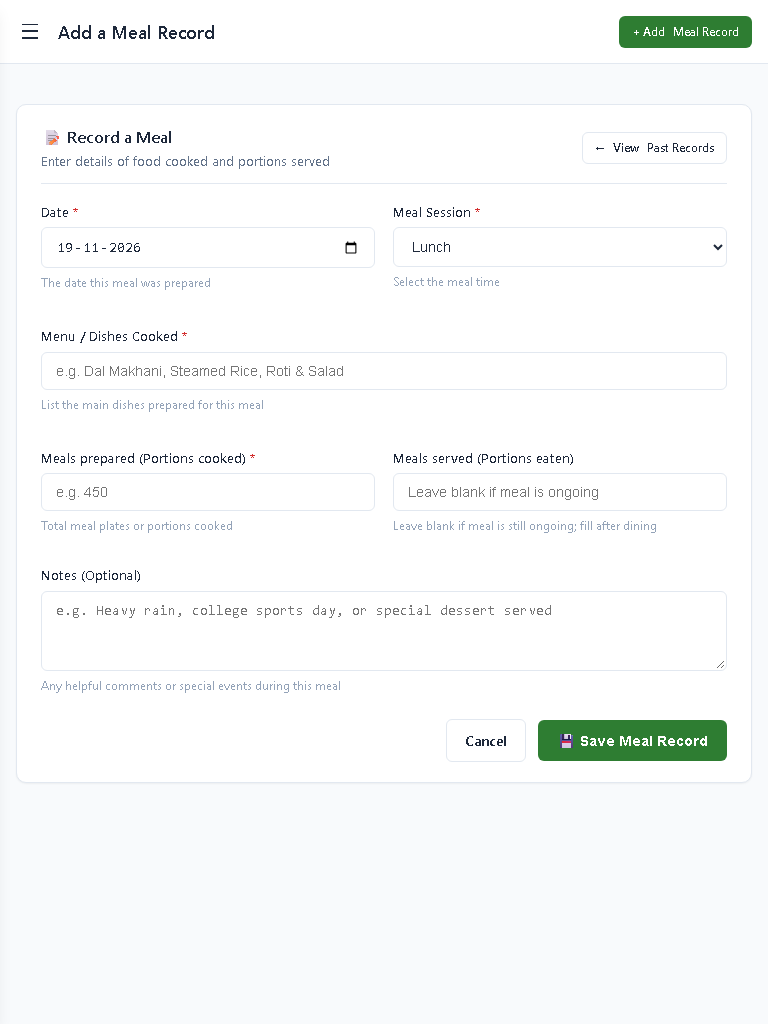 ☰ Add a Meal Record
+ Add Meal Record
📝 Record a Meal
Enter details of food cooked and portions served
← View Past Records
Date *
Meal Session *
19-11-2026
Lunch
The date this meal was prepared
Select the meal time
Menu / Dishes Cooked *
e.g. Dal Makhani, Steamed Rice, Roti & Salad
List the main dishes prepared for this meal
Meals prepared (Portions cooked) *
Meals served (Portions eaten)
e.g. 450
Leave blank if meal is ongoing
Total meal plates or portions cooked
Leave blank if meal is still ongoing; fill after dining
Notes (Optional)
e.g. Heavy rain, college sports day, or special dessert served
Any helpful comments or special events during this meal
Cancel
💾 Save Meal Record